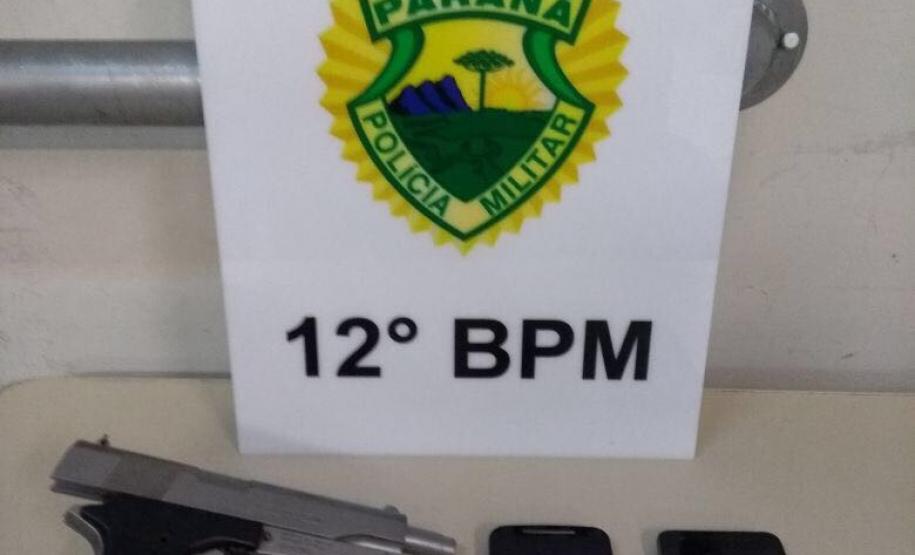 PARANÁ
POLÍCIA MILITAR
12° BPM